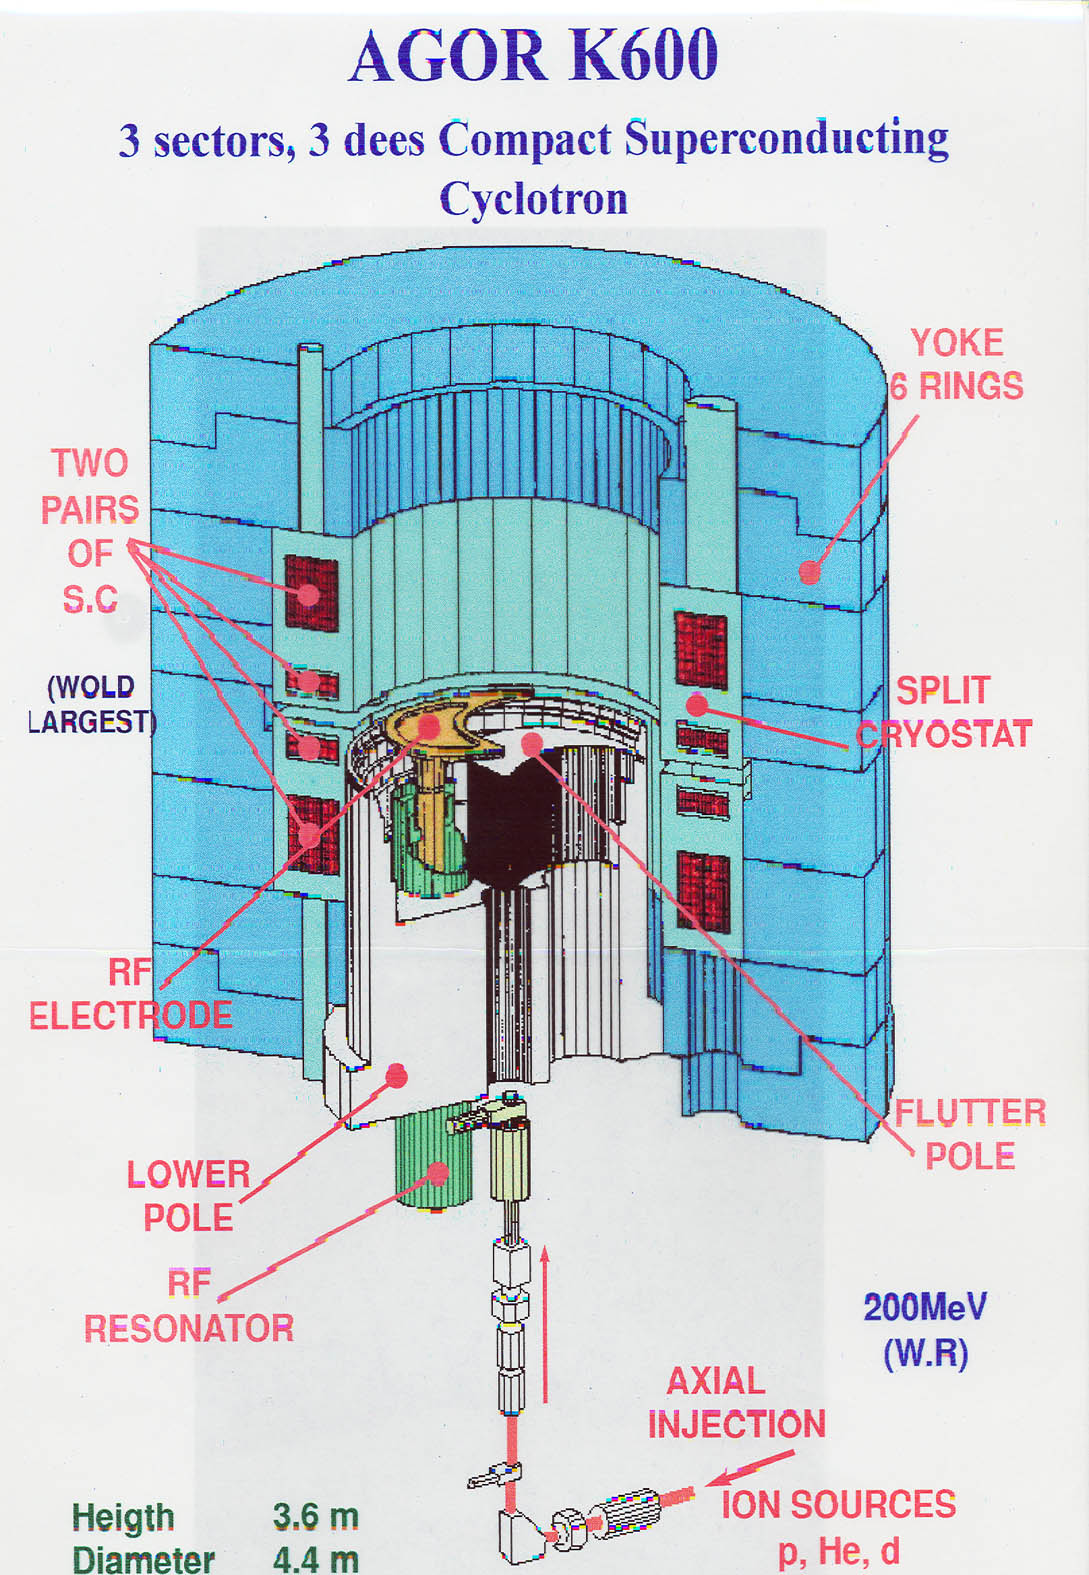 AGOR K600
3 sectors, 3 dees Compact Superconducting
Cyclotron
YOKE
6 RINGS
TWO
PAIRS
OF
S.C
(WOLD
LARGEST)
SPLIT
CRYOSTAT
RF
ELECTRODE
FLUTTER
POLE
LOWER
POLE
RF
RESONATOR
200MeV
(W.R)
AXIAL
INJECTION
ION SOURCES
p, He, d
Heigth 3.6 m
Diameter 4.4 m